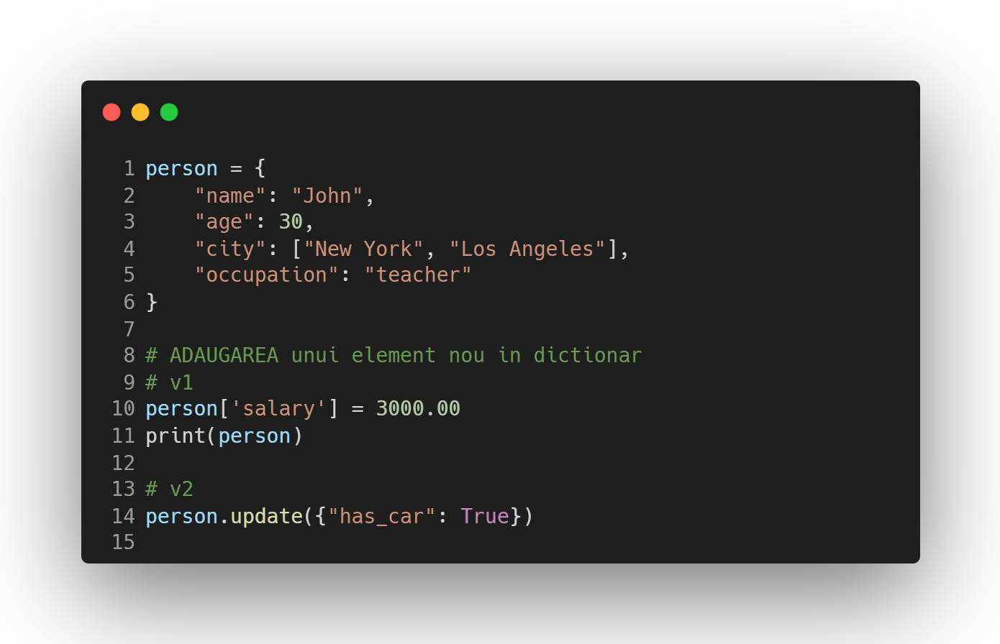 1 person = {
2     "name": "John",
3     "age": 30,
4     "city": ["New York", "Los Angeles"],
5     "occupation": "teacher"
6 }
7
8 # ADAUGAREA unui element nou in dictionar
9 # v1
10 person['salary'] = 3000.00
11 print(person)
12
13 # v2
14 person.update({"has_car": True})
15